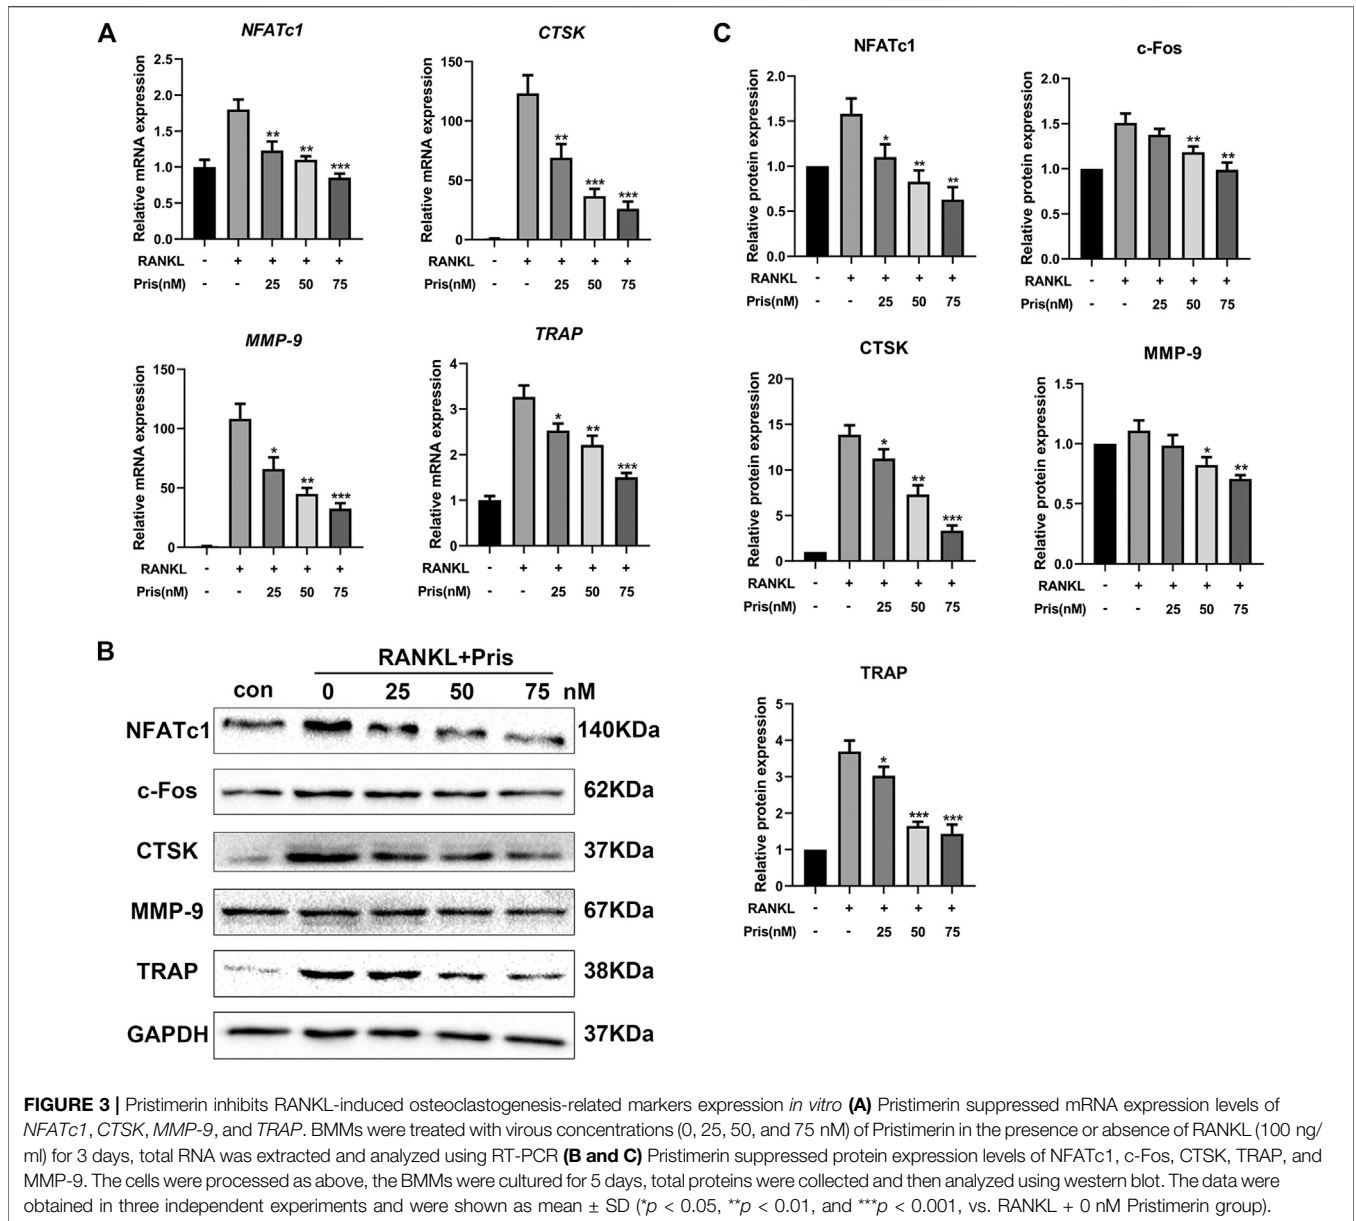 A
NFATc1
Relative mRNA expression
2.5
2.0
1.5
1.0
0.5
0.0
** ** ***
RANKL - + + + +
Pris(nM) - - 25 50 75
CTSK
Relative mRNA expression
150
100
50
0
** *** ***
RANKL - + + + +
Pris(nM) - - 25 50 75
MMP-9
Relative mRNA expression
150
100
50
0
* ** ***
RANKL - + + + +
Pris(nM) - - 25 50 75
TRAP
Relative mRNA expression
4
3
2
1
0
* ** ***
RANKL - + + + +
Pris(nM) - - 25 50 75
B
RANKL+Pris
con 0 25 50 75 nM
NFATc1 140KDa
c-Fos 62KDa
CTSK 37KDa
MMP-9 67KDa
TRAP 38KDa
GAPDH 37KDa
C
NFATc1
Relative protein expression
2.0
1.5
1.0
0.5
0.0
* ** **
RANKL - + + + +
Pris(nM) - - 25 50 75
c-Fos
Relative protein expression
2.0
1.5
1.0
0.5
0.0
** **
RANKL - + + + +
Pris(nM) - - 25 50 75
CTSK
Relative protein expression
20
15
10
5
0
* ** ***
RANKL - + + + +
Pris(nM) - - 25 50 75
MMP-9
Relative protein expression
1.5
1.0
0.5
0.0
* **
RANKL - + + + +
Pris(nM) - - 25 50 75
TRAP
Relative protein expression
5
4
3
2
1
0
* *** ***
RANKL - + + + +
Pris(nM) - - 25 50 75
FIGURE 3 | Pristimerin inhibits RANKL-induced osteoclastogenesis-related markers expression in vitro (A) Pristimerin suppressed mRNA expression levels of
NFATc1, CTSK, MMP-9, and TRAP. BMMs were treated with virous concentrations (0, 25, 50, and 75 nM) of Pristimerin in the presence or absence of RANKL (100 ng/
ml) for 3 days, total RNA was extracted and analyzed using RT-PCR (B and C) Pristimerin suppressed protein expression levels of NFATc1, c-Fos, CTSK, TRAP, and
MMP-9. The cells were processed as above, the BMMs were cultured for 5 days, total proteins were collected and then analyzed using western blot. The data were
obtained in three independent experiments and were shown as mean ± SD (*p < 0.05, **p < 0.01, and ***p < 0.001, vs. RANKL + 0 nM Pristimerin group).